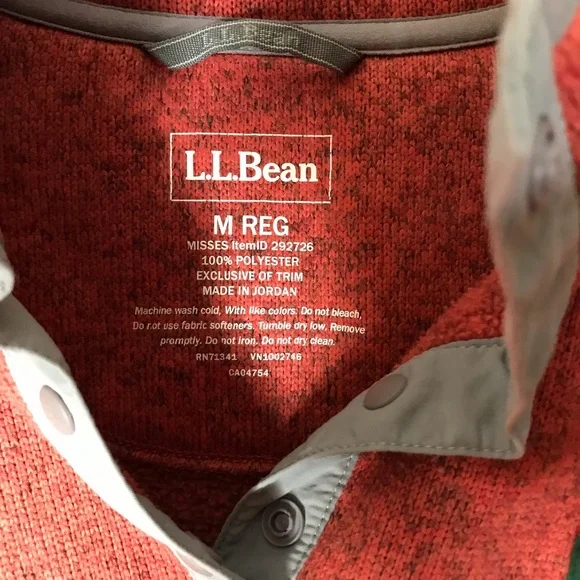 L.L.BEAN
L.L.Bean
M REG
MISSES ItemID 292726
100% POLYESTER
EXCLUSIVE OF TRIM
MADE IN JORDAN
Machine wash cold, With like colors. Do not bleach,
Do not use fabric softeners. Tumble dry low. Remove
promptly. Do not iron. Do not dry clean.
RN71341 VN1002746
CA04754